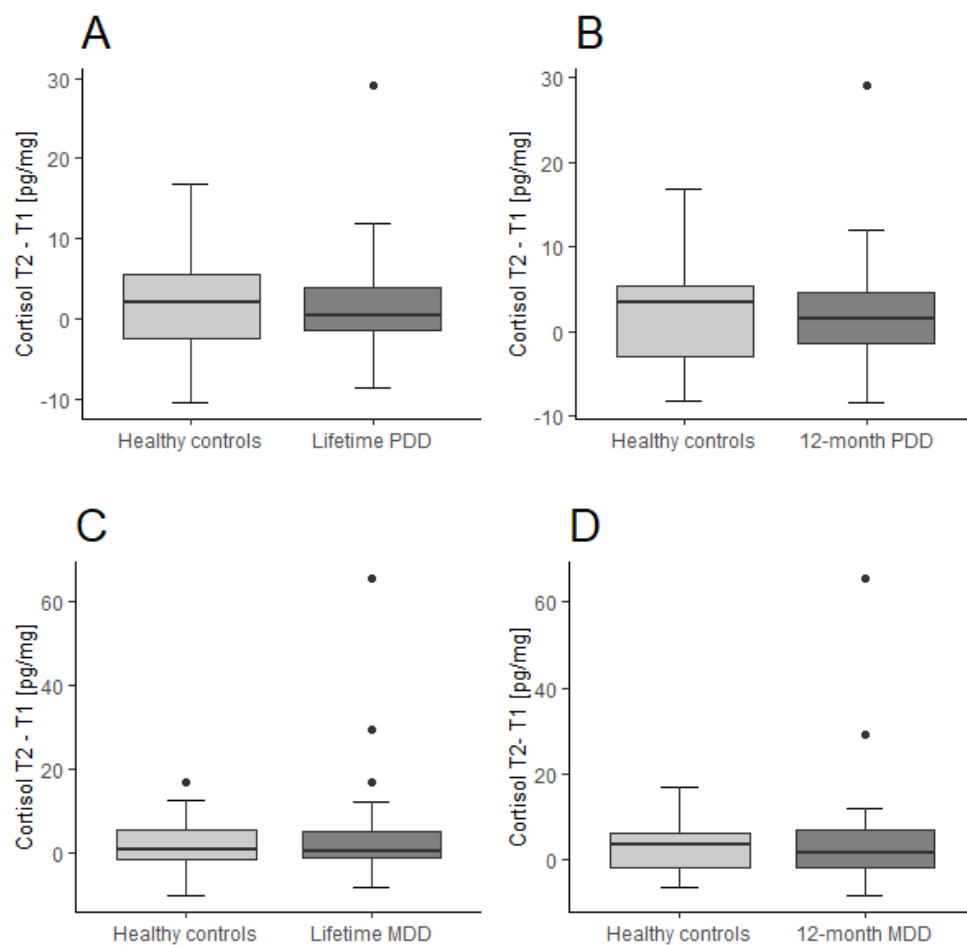 A
Cortisol T2 - T1 [pg/mg]
30
20
10
0
-10
Healthy controls
Lifetime PDD
B
Cortisol T2 - T1 [pg/mg]
30
20
10
0
-10
Healthy controls
12-month PDD
C
Cortisol T2 - T1 [pg/mg]
60
40
20
0
Healthy controls
Lifetime MDD
D
Cortisol T2- T1 [pg/mg]
60
40
20
0
Healthy controls
12-month MDD